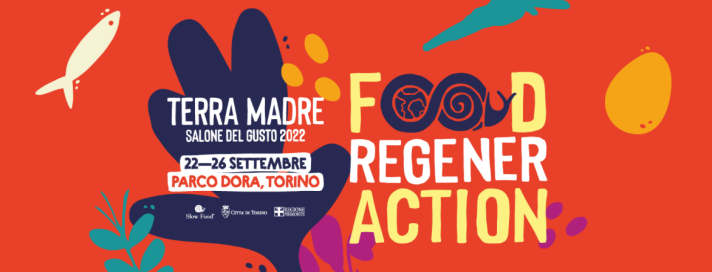 TERRA MADRE
SALONE DEL GUSTO 2022
22—26 SETTEMBRE
PARCO DORA, TORINO
Slow Food
CITTA DI TORINO
REGIONE PIEMONTE
FOOD
REGENER
ACTION